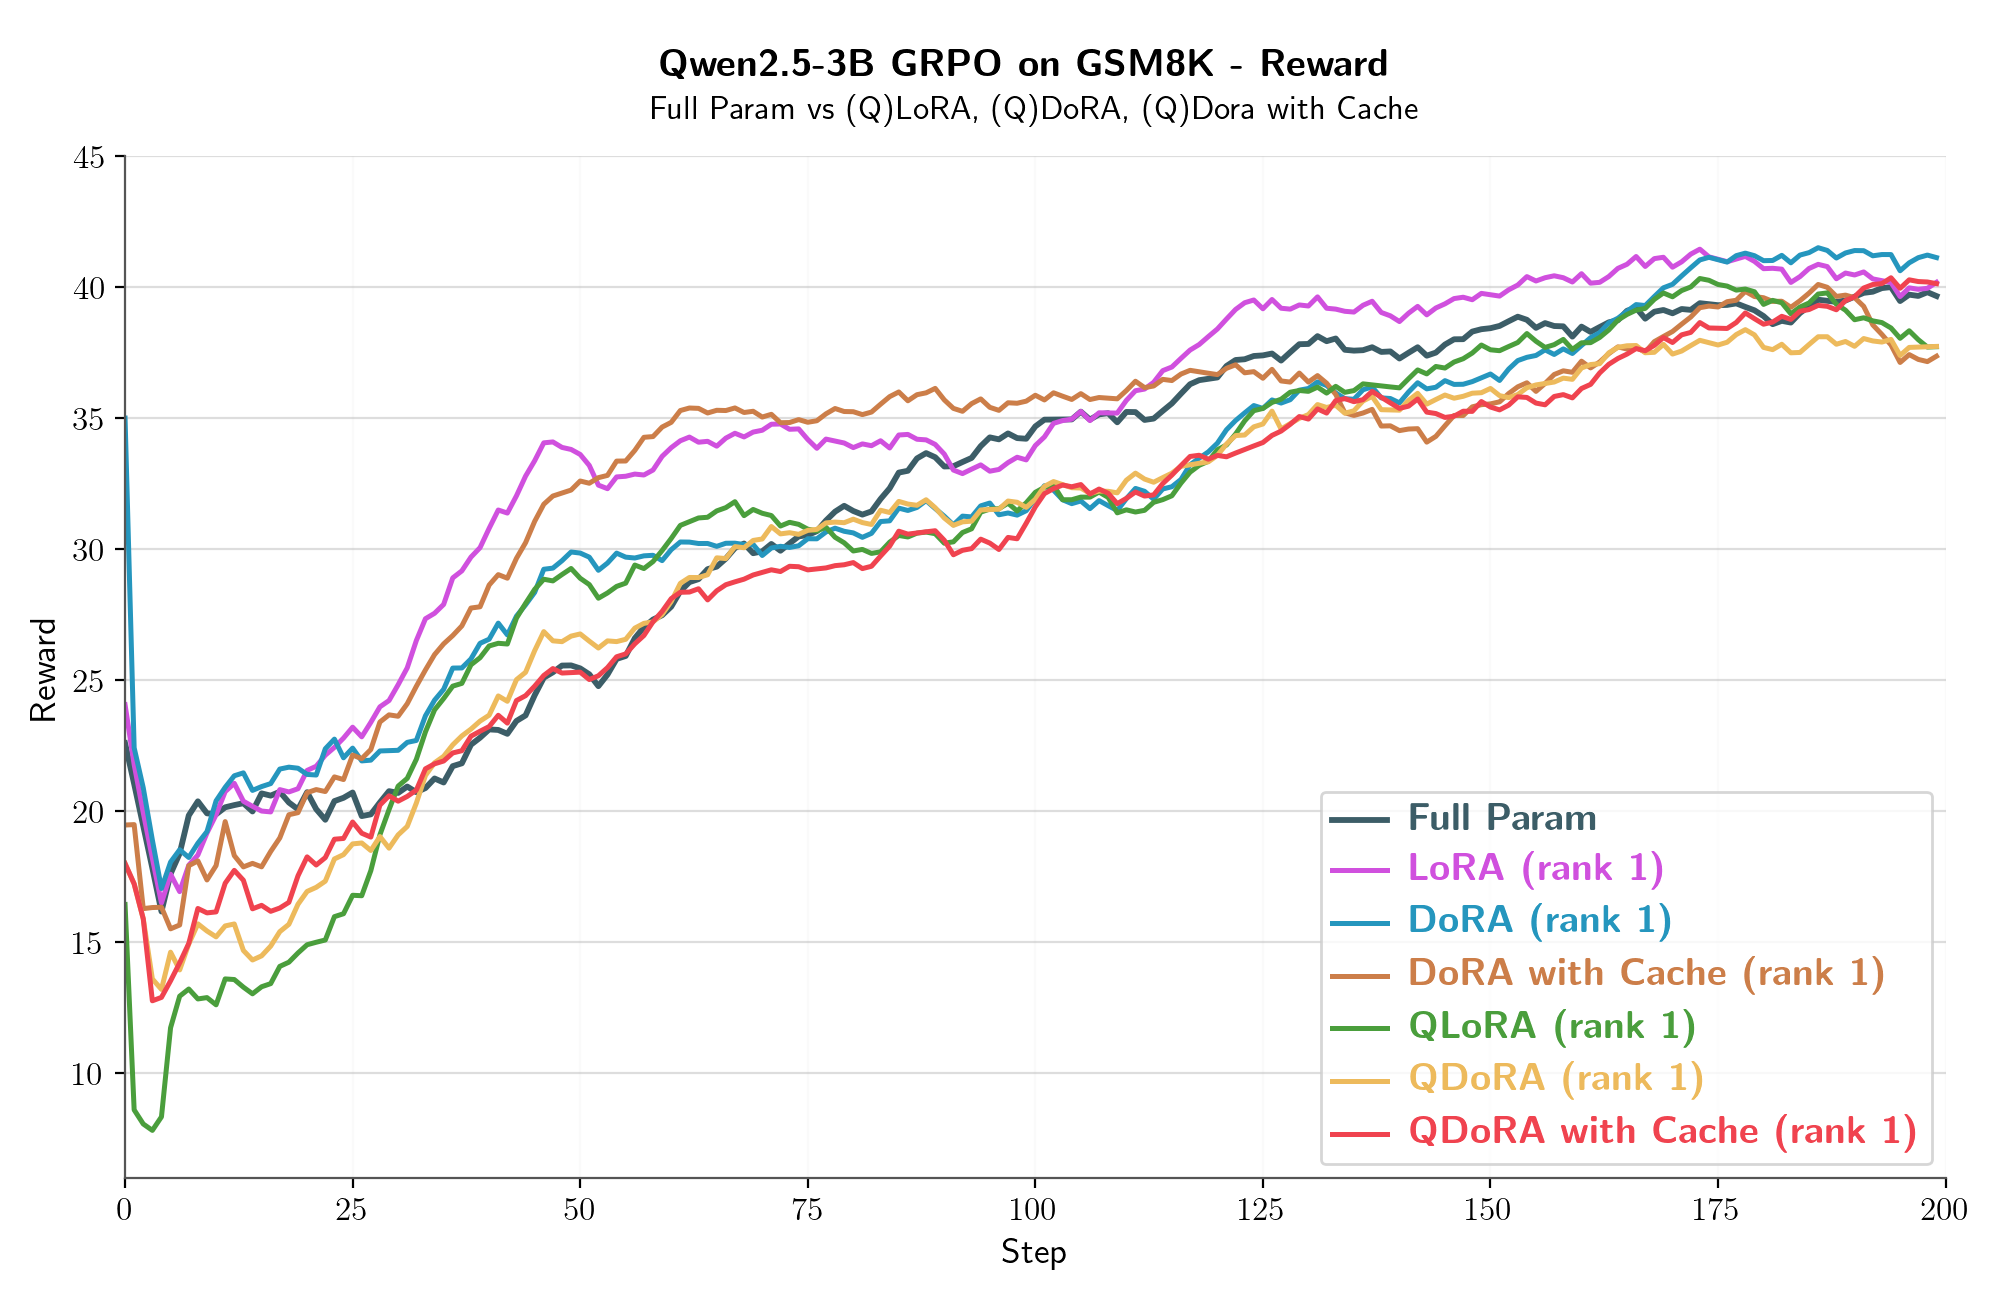 Qwen2.5-3B GRPO on GSM8K - Reward
Full Param vs (Q)LoRA, (Q)DoRA, (Q)Dora with Cache
45
40
35
30
25
20
15
10
Reward
Full Param
LoRA (rank 1)
DoRA (rank 1)
DoRA with Cache (rank 1)
QLoRA (rank 1)
QDoRA (rank 1)
QDoRA with Cache (rank 1)
0 25 50 75 100 125 150 175 200
Step